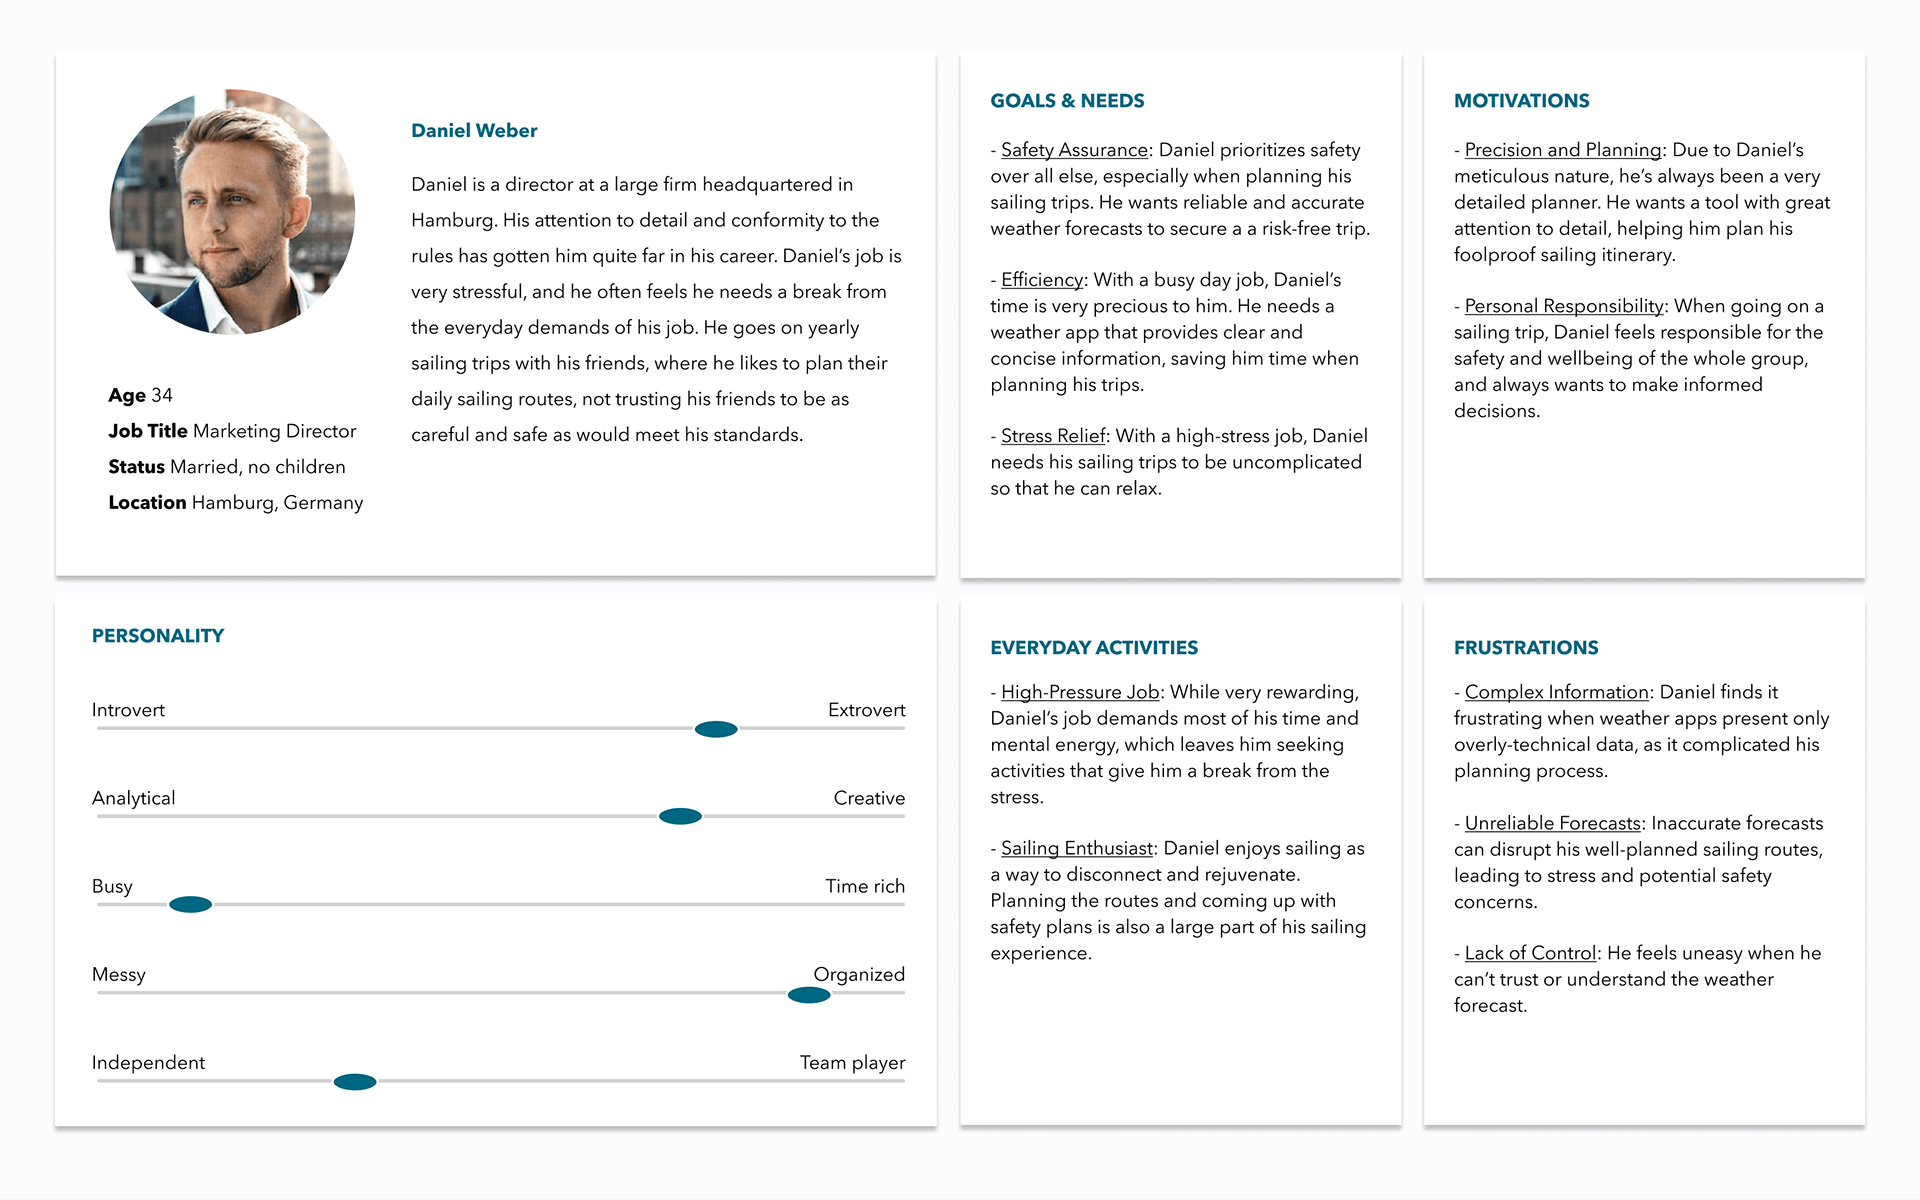 Daniel Weber
Daniel is a director at a large firm headquartered in
Hamburg. His attention to detail and conformity to the
rules has gotten him quite far in his career. Daniel’s job is
very stressful, and he often feels he needs a break from
the everyday demands of his job. He goes on yearly
sailing trips with his friends, where he likes to plan their
daily sailing routes, not trusting his friends to be as
careful and safe as would meet his standards.
Age 34
Job Title Marketing Director
Status Married, no children
Location Hamburg, Germany
GOALS & NEEDS
- Safety Assurance: Daniel prioritizes safety
over all else, especially when planning his
sailing trips. He wants reliable and accurate
weather forecasts to secure a a risk-free trip.
- Efficiency: With a busy day job, Daniel’s
time is very precious to him. He needs a
weather app that provides clear and
concise information, saving him time when
planning his trips.
- Stress Relief: With a high-stress job, Daniel
needs his sailing trips to be uncomplicated
so that he can relax.
MOTIVATIONS
- Precision and Planning: Due to Daniel’s
meticulous nature, he’s always been a very
detailed planner. He wants a tool with great
attention to detail, helping him plan his
foolproof sailing itinerary.
- Personal Responsibility: When going on a
sailing trip, Daniel feels responsible for the
safety and wellbeing of the whole group,
and always wants to make informed
decisions.
PERSONALITY
Introvert Extrovert
Analytical Creative
Busy Time rich
Messy Organized
Independent Team player
EVERYDAY ACTIVITIES
- High-Pressure Job: While very rewarding,
Daniel’s job demands most of his time and
mental energy, which leaves him seeking
activities that give him a break from the
stress.
- Sailing Enthusiast: Daniel enjoys sailing as
a way to disconnect and rejuvenate.
Planning the routes and coming up with
safety plans is also a large part of his sailing
experience.
FRUSTRATIONS
- Complex Information: Daniel finds it
frustrating when weather apps present only
overly-technical data, as it complicated his
planning process.
- Unreliable Forecasts: Inaccurate forecasts
can disrupt his well-planned sailing routes,
leading to stress and potential safety
concerns.
- Lack of Control: He feels uneasy when he
can’t trust or understand the weather
forecast.